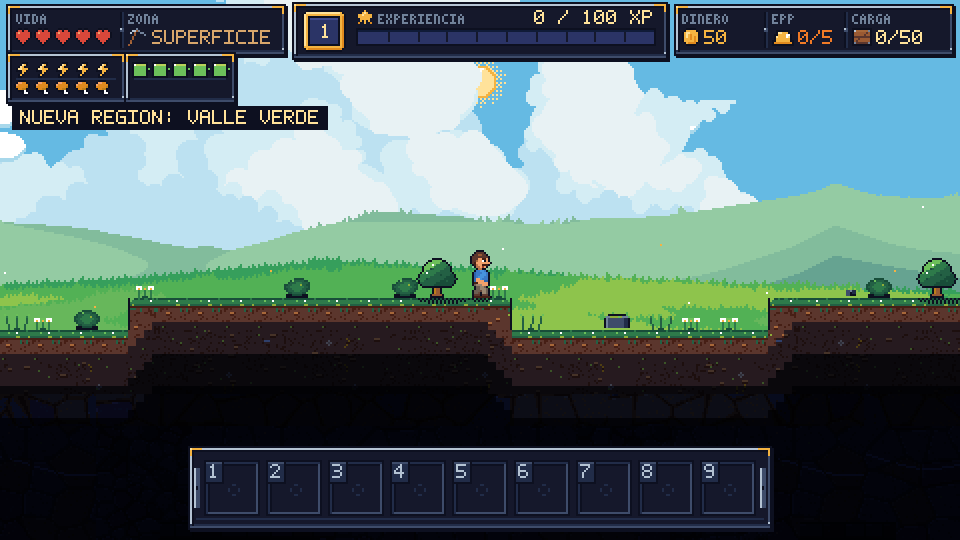 VIDA
ZONA
SUPERFICIE
1
EXPERIENCIA
0 / 100 XP
DINERO
50
EPP
0/5
CARGA
0/50
NUEVA REGION: VALLE VERDE
1 2 3 4 5 6 7 8 9